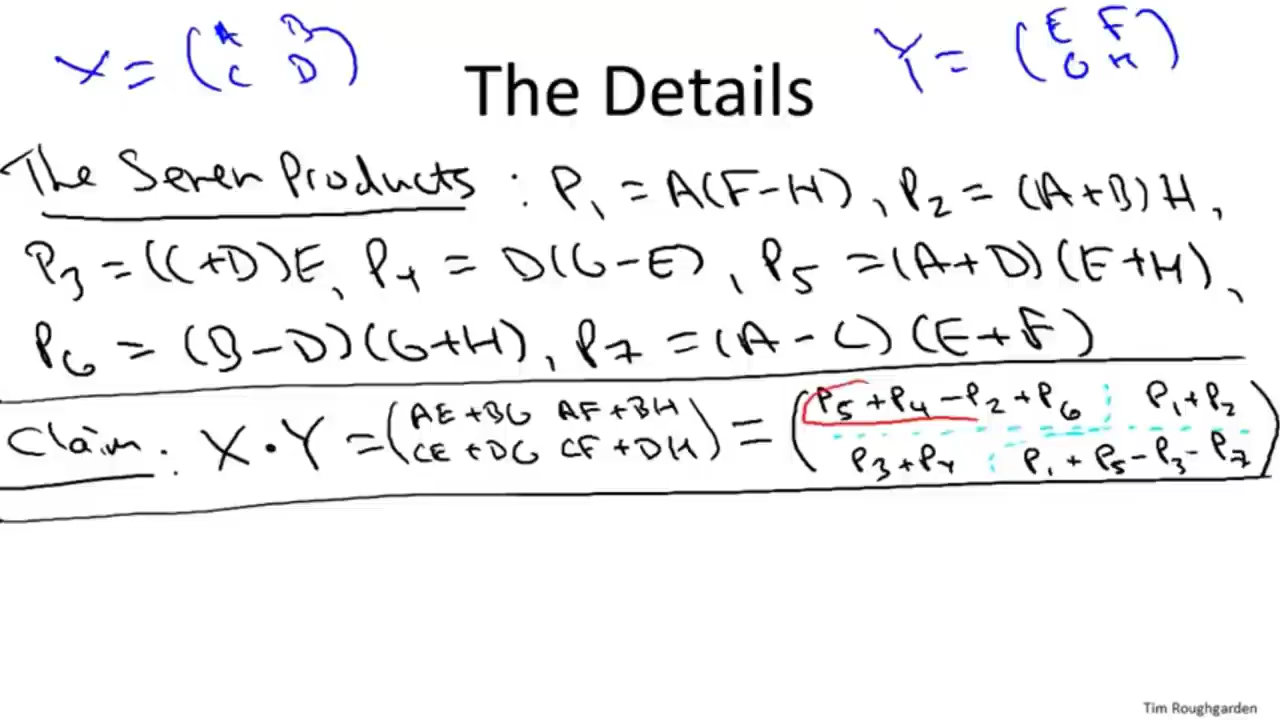 X = (A B
C D)
The Details
Y = (E F
G H)
The Seven Products : P1 = A(F-H), P2 = (A+B)H,
P3 = (C+D)E, P4 = D(G-E), P5 = (A+D)(E+H),
P6 = (B-D)(G+H), P7 = (A-C)(E+F)
Claim : X · Y = (AE+BG AF+BH
CE+DG CF+DH) = (P5+P4-P2+P6 P1+P2
P3+P4 P1+P5-P3-P7)
Tim Roughgarden